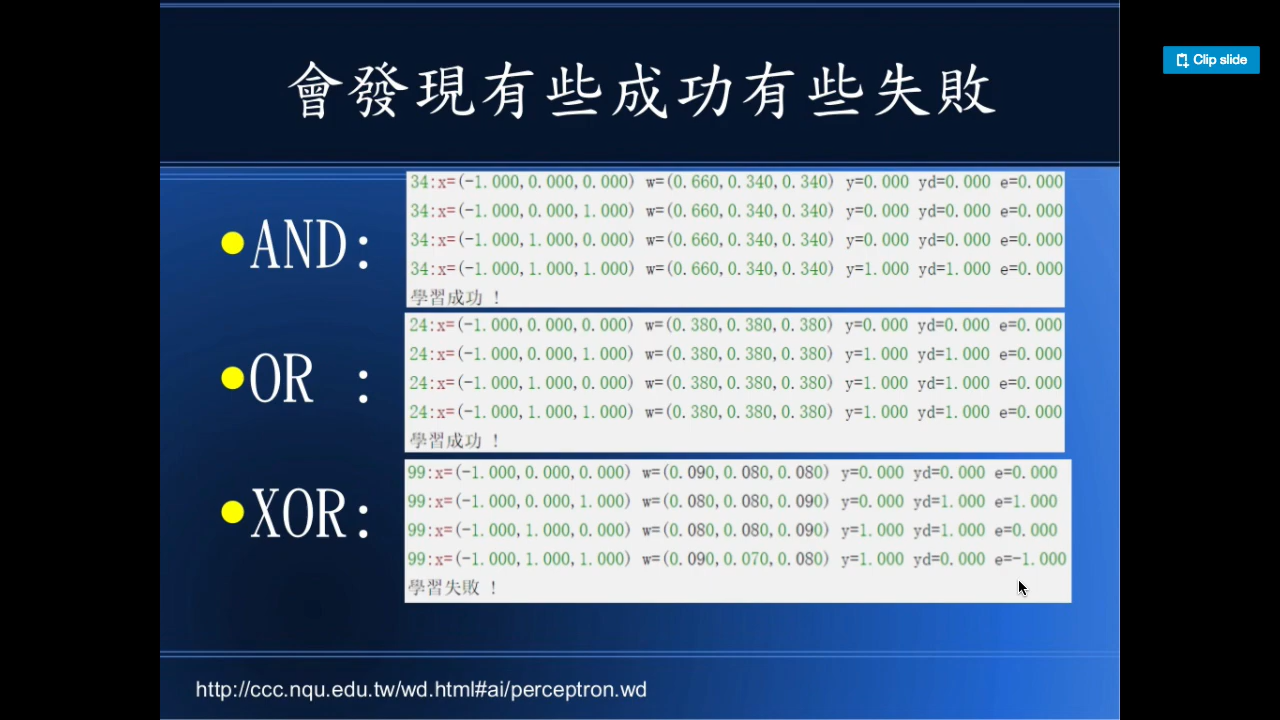 Clip slide
會發現有些成功有些失敗
•AND:
34:x=(-1.000,0.000,0.000) w=(0.660,0.340,0.340) y=0.000 yd=0.000 e=0.000
34:x=(-1.000,0.000,1.000) w=(0.660,0.340,0.340) y=0.000 yd=0.000 e=0.000
34:x=(-1.000,1.000,0.000) w=(0.660,0.340,0.340) y=0.000 yd=0.000 e=0.000
34:x=(-1.000,1.000,1.000) w=(0.660,0.340,0.340) y=1.000 yd=1.000 e=0.000
學習成功 !
•OR :
24:x=(-1.000,0.000,0.000) w=(0.380,0.380,0.380) y=0.000 yd=0.000 e=0.000
24:x=(-1.000,0.000,1.000) w=(0.380,0.380,0.380) y=1.000 yd=1.000 e=0.000
24:x=(-1.000,1.000,0.000) w=(0.380,0.380,0.380) y=1.000 yd=1.000 e=0.000
24:x=(-1.000,1.000,1.000) w=(0.380,0.380,0.380) y=1.000 yd=1.000 e=0.000
學習成功 !
•XOR:
99:x=(-1.000,0.000,0.000) w=(0.090,0.080,0.080) y=0.000 yd=0.000 e=0.000
99:x=(-1.000,0.000,1.000) w=(0.080,0.080,0.090) y=0.000 yd=1.000 e=1.000
99:x=(-1.000,1.000,0.000) w=(0.080,0.080,0.090) y=1.000 yd=1.000 e=0.000
99:x=(-1.000,1.000,1.000) w=(0.090,0.070,0.080) y=1.000 yd=0.000 e=-1.000
學習失敗 !
http://ccc.nqu.edu.tw/wd.html#ai/perceptron.wd